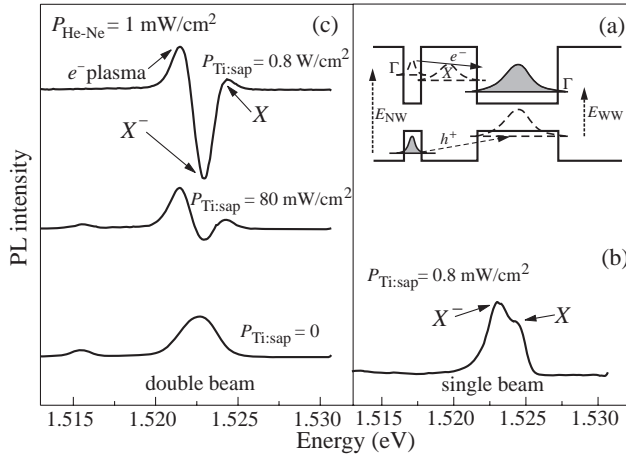 (c)
P_He-Ne = 1 mW/cm²
e⁻ plasma
P_Ti:sap = 0.8 W/cm²
X⁻
X
P_Ti:sap = 80 mW/cm²
P_Ti:sap = 0
double beam
PL intensity
1.515 1.520 1.525 1.530
(a)
Γ
X
e⁻
Γ
E_NW
E_WW
h⁺
(b)
P_Ti:sap = 0.8 mW/cm²
X⁻
X
single beam
1.515 1.520 1.525 1.530
Energy (eV)